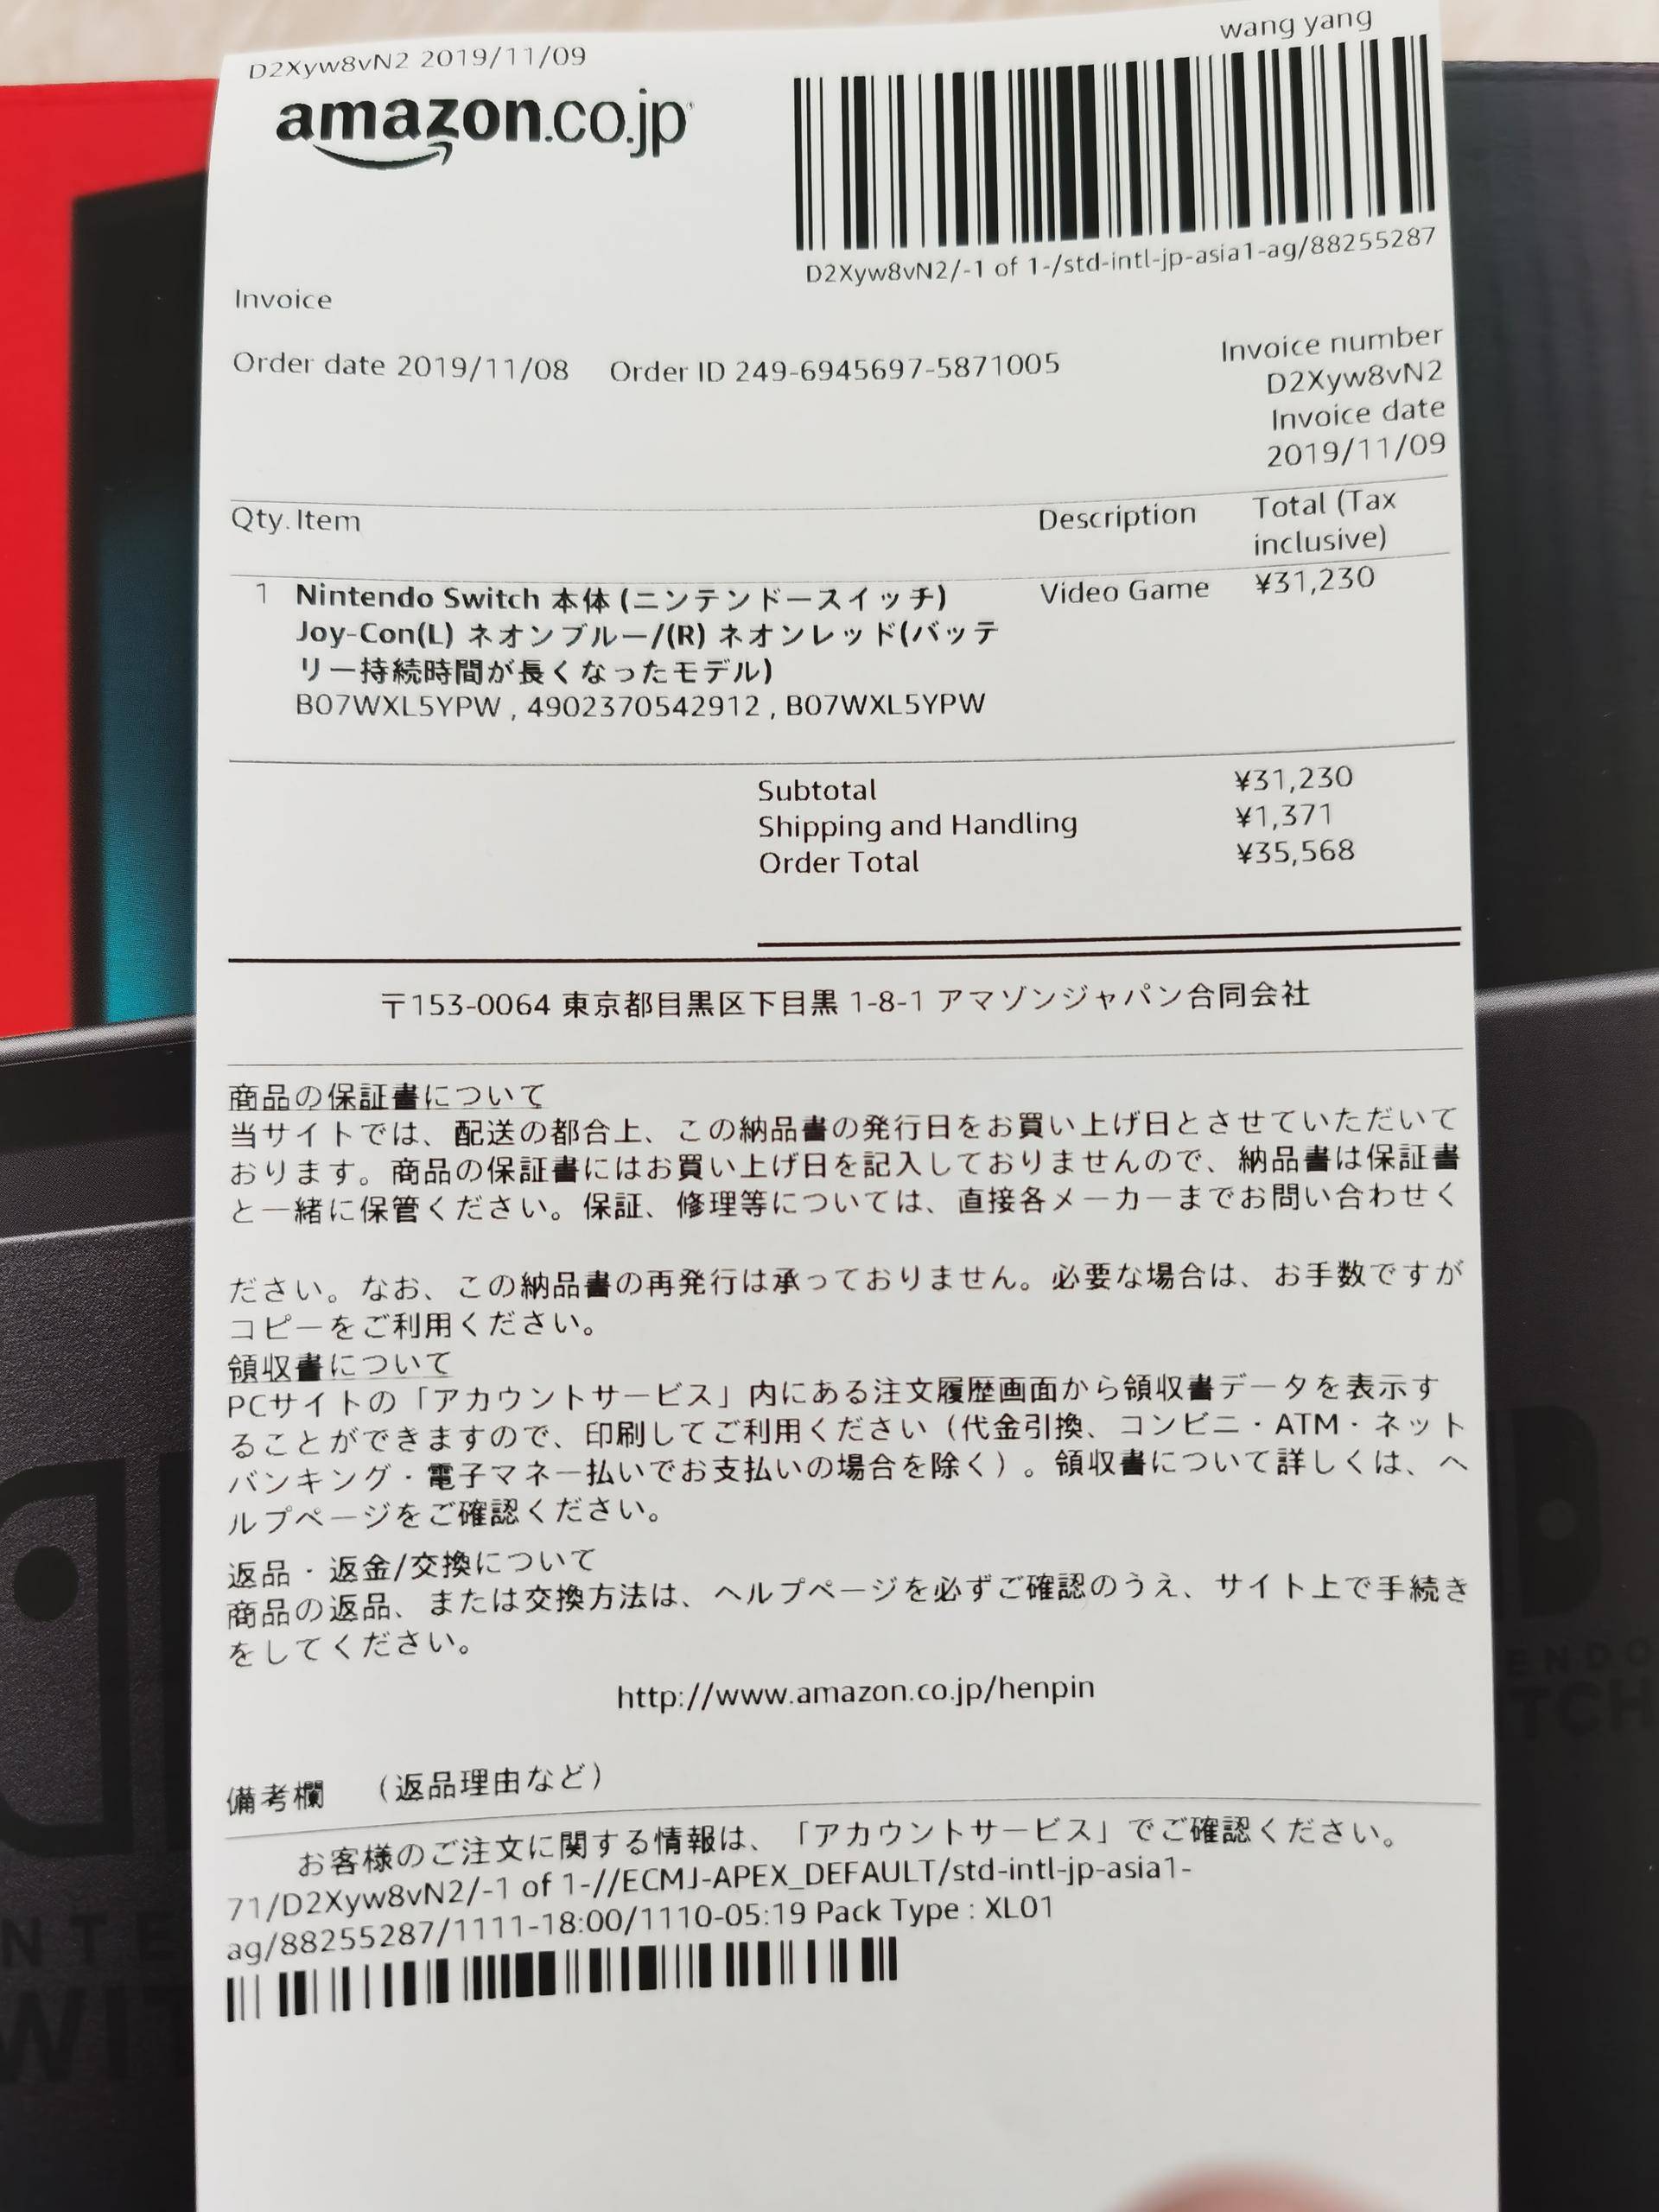 wang yang
D2Xyw8vN2 2019/11/09
amazon.co.jp
D2Xyw8vN2/-1 of 1-/std-intl-jp-asia1-ag/88255287
Invoice
Order date 2019/11/08 Order ID 249-6945697-5871005
Invoice number
D2Xyw8vN2
Invoice date
2019/11/09
Qty. Item Description Total (Tax
inclusive)
1 Nintendo Switch 本体 (ニンテンドースイッチ) Video Game ¥31,230
Joy-Con(L) ネオンブルー/(R) ネオンレッド(バッテ
リー持続時間が長くなったモデル)
B07WXL5YPW , 4902370542912 , B07WXL5YPW
Subtotal ¥31,230
Shipping and Handling ¥1,371
Order Total ¥35,568
〒153-0064 東京都目黒区下目黒 1-8-1 アマゾンジャパン合同会社
商品の保証書について
当サイトでは、配送の都合上、この納品書の発行日をお買い上げ日とさせていただいて
おります。商品の保証書にはお買い上げ日を記入しておりませんので、納品書は保証書
と一緒に保管ください。保証、修理等については、直接各メーカーまでお問い合わせく
ださい。なお、この納品書の再発行は承っておりません。必要な場合は、お手数ですが
コピーをご利用ください。
領収書について
PCサイトの「アカウントサービス」内にある注文履歴画面から領収書データを表示す
ることができますので、印刷してご利用ください（代金引換、コンビニ・ATM・ネット
バンキング・電子マネー払いでお支払いの場合を除く）。領収書について詳しくは、ヘ
ルプページをご確認ください。
返品・返金/交換について
商品の返品、または交換方法は、ヘルプページを必ずご確認のうえ、サイト上で手続き
をしてください。
http://www.amazon.co.jp/henpin
備考欄 （返品理由など）
お客様のご注文に関する情報は、「アカウントサービス」でご確認ください。
71/D2Xyw8vN2/-1 of 1-//ECMJ-APEX_DEFAULT/std-intl-jp-asia1-
ag/88255287/1111-18:00/1110-05:19 Pack Type : XL01